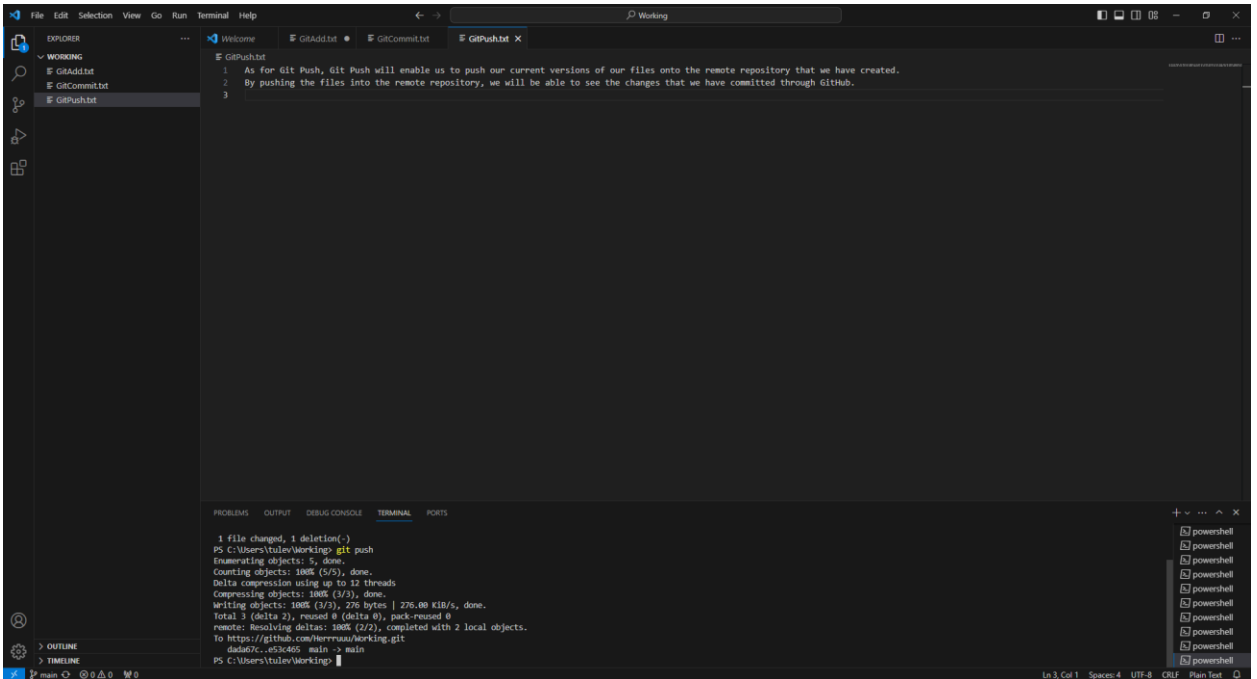 File Edit Selection View Go Run Terminal Help
Working
EXPLORER
WORKING
GitAdd.txt
GitCommit.txt
GitPush.txt
OUTLINE
TIMELINE
Welcome GitAdd.txt GitCommit.txt GitPush.txt
GitPush.txt
1 As for Git Push, Git Push will enable us to push our current versions of our files onto the remote repository that we have created.
2 By pushing the files into the remote repository, we will be able to see the changes that we have committed through GitHub.
3
PROBLEMS OUTPUT DEBUG CONSOLE TERMINAL PORTS
1 file changed, 1 deletion(-)
PS C:\Users\tulev\Working> git push
Enumerating objects: 5, done.
Counting objects: 100% (5/5), done.
Delta compression using up to 12 threads
Compressing objects: 100% (3/3), done.
Writing objects: 100% (3/3), 276 bytes | 276.00 KiB/s, done.
Total 3 (delta 2), reused 0 (delta 0), pack-reused 0
remote: Resolving deltas: 100% (2/2), completed with 2 local objects.
To https://github.com/Herrruuu/Working.git
dada67c..e53c465 main -> main
PS C:\Users\tulev\Working>
powershell
powershell
powershell
powershell
powershell
powershell
powershell
powershell
powershell
powershell
main 0 0 0 Ln 3, Col 1 Spaces: 4 UTF-8 CRLF Plain Text